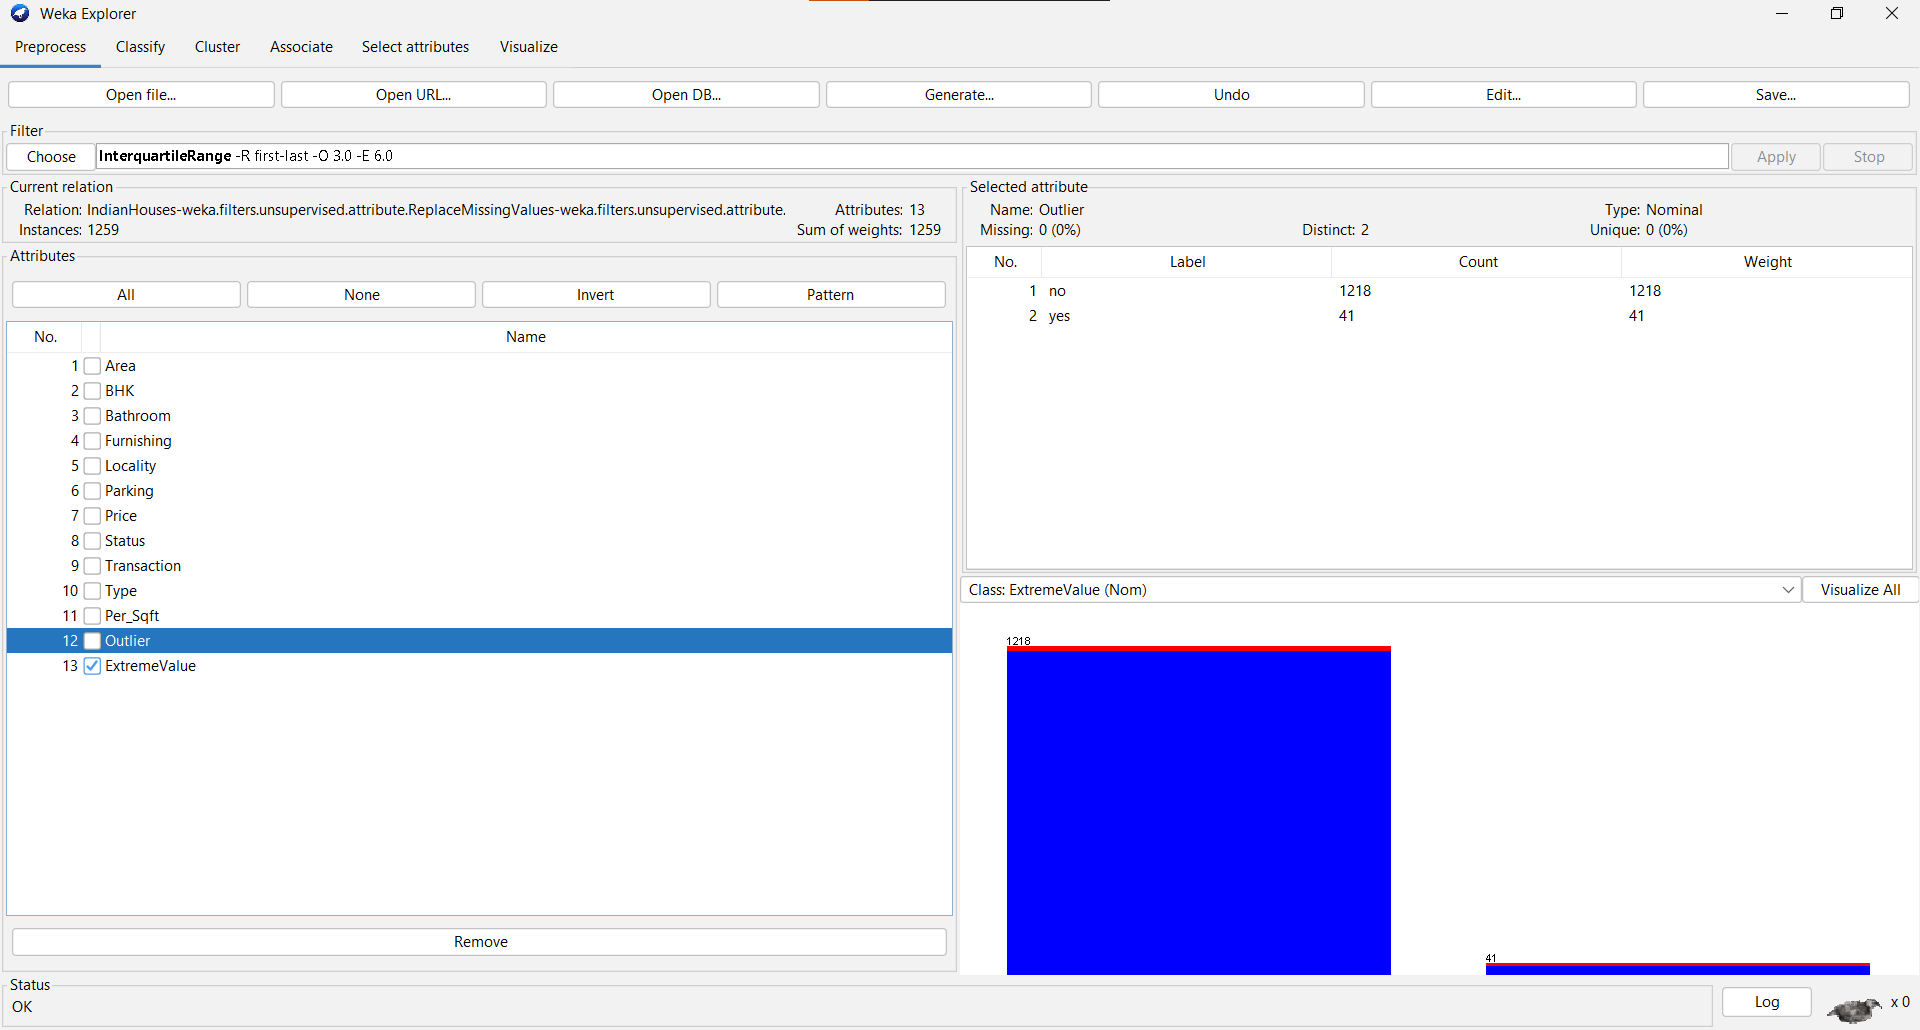 Weka Explorer
Preprocess Classify Cluster Associate Select attributes Visualize
Open file... Open URL... Open DB... Generate... Undo Edit... Save...
Filter
Choose InterquartileRange -R first-last -O 3.0 -E 6.0 Apply Stop
Current relation
Relation: IndianHouses-weka.filters.unsupervised.attribute.ReplaceMissingValues-weka.filters.unsupervised.attribute. Attributes: 13
Instances: 1259 Sum of weights: 1259
Attributes
All None Invert Pattern
No. Name
1 Area
2 BHK
3 Bathroom
4 Furnishing
5 Locality
6 Parking
7 Price
8 Status
9 Transaction
10 Type
11 Per_Sqft
12 Outlier
13 ExtremeValue
Remove
Selected attribute
Name: Outlier Type: Nominal
Missing: 0 (0%) Distinct: 2 Unique: 0 (0%)
No. Label Count Weight
1 no 1218 1218
2 yes 41 41
Class: ExtremeValue (Nom) Visualize All
1218
41
Status
OK
Log x 0